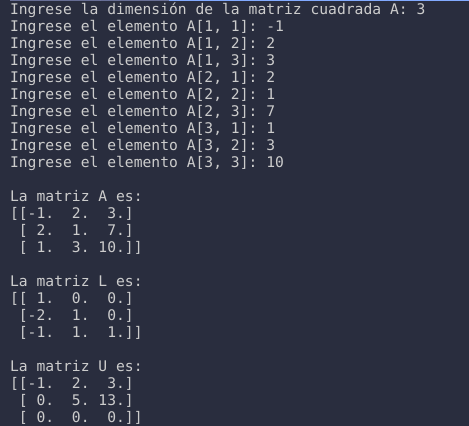 Ingrese la dimensión de la matriz cuadrada A: 3
Ingrese el elemento A[1, 1]: -1
Ingrese el elemento A[1, 2]: 2
Ingrese el elemento A[1, 3]: 3
Ingrese el elemento A[2, 1]: 2
Ingrese el elemento A[2, 2]: 1
Ingrese el elemento A[2, 3]: 7
Ingrese el elemento A[3, 1]: 1
Ingrese el elemento A[3, 2]: 3
Ingrese el elemento A[3, 3]: 10
La matriz A es:
[[-1.  2.  3.]
 [ 2.  1.  7.]
 [ 1.  3. 10.]]
La matriz L es:
[[ 1.  0.  0.]
 [-2.  1.  0.]
 [-1.  1.  1.]]
La matriz U es:
[[-1.  2.  3.]
 [ 0.  5. 13.]
 [ 0.  0.  0.]]